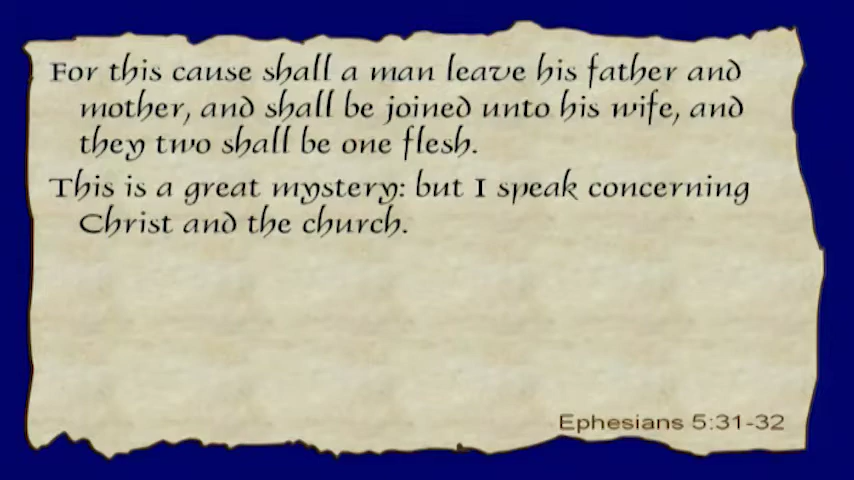 For this cause shall a man leave his father and
mother, and shall be joined unto his wife, and
they two shall be one flesh.
This is a great mystery: but I speak concerning
Christ and the church.
Ephesians 5:31-32